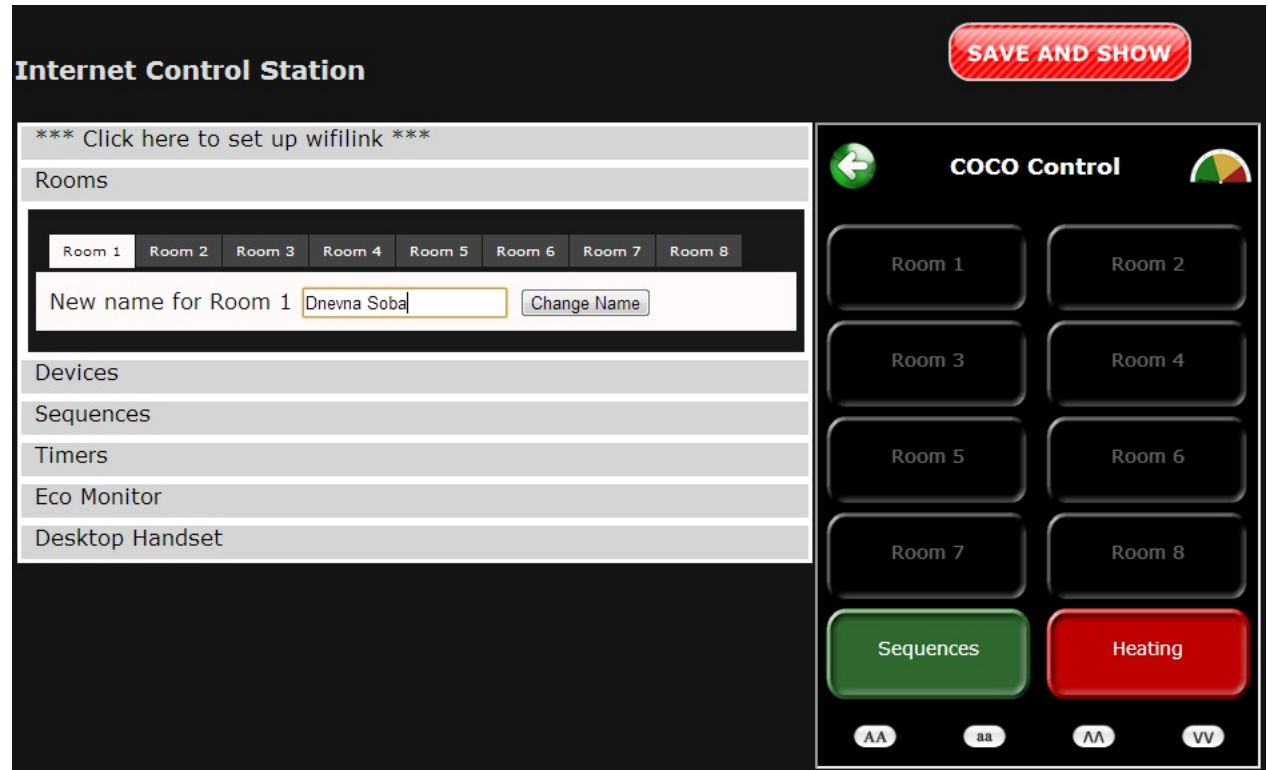 Internet Control Station
SAVE AND SHOW
*** Click here to set up wifilink ***
Rooms
Room 1 Room 2 Room 3 Room 4 Room 5 Room 6 Room 7 Room 8
New name for Room 1 Dnevna Soba Change Name
Devices
Sequences
Timers
Eco Monitor
Desktop Handset
COCO Control
Room 1 Room 2
Room 3 Room 4
Room 5 Room 6
Room 7 Room 8
Sequences Heating
AA aa ΛΛ VV